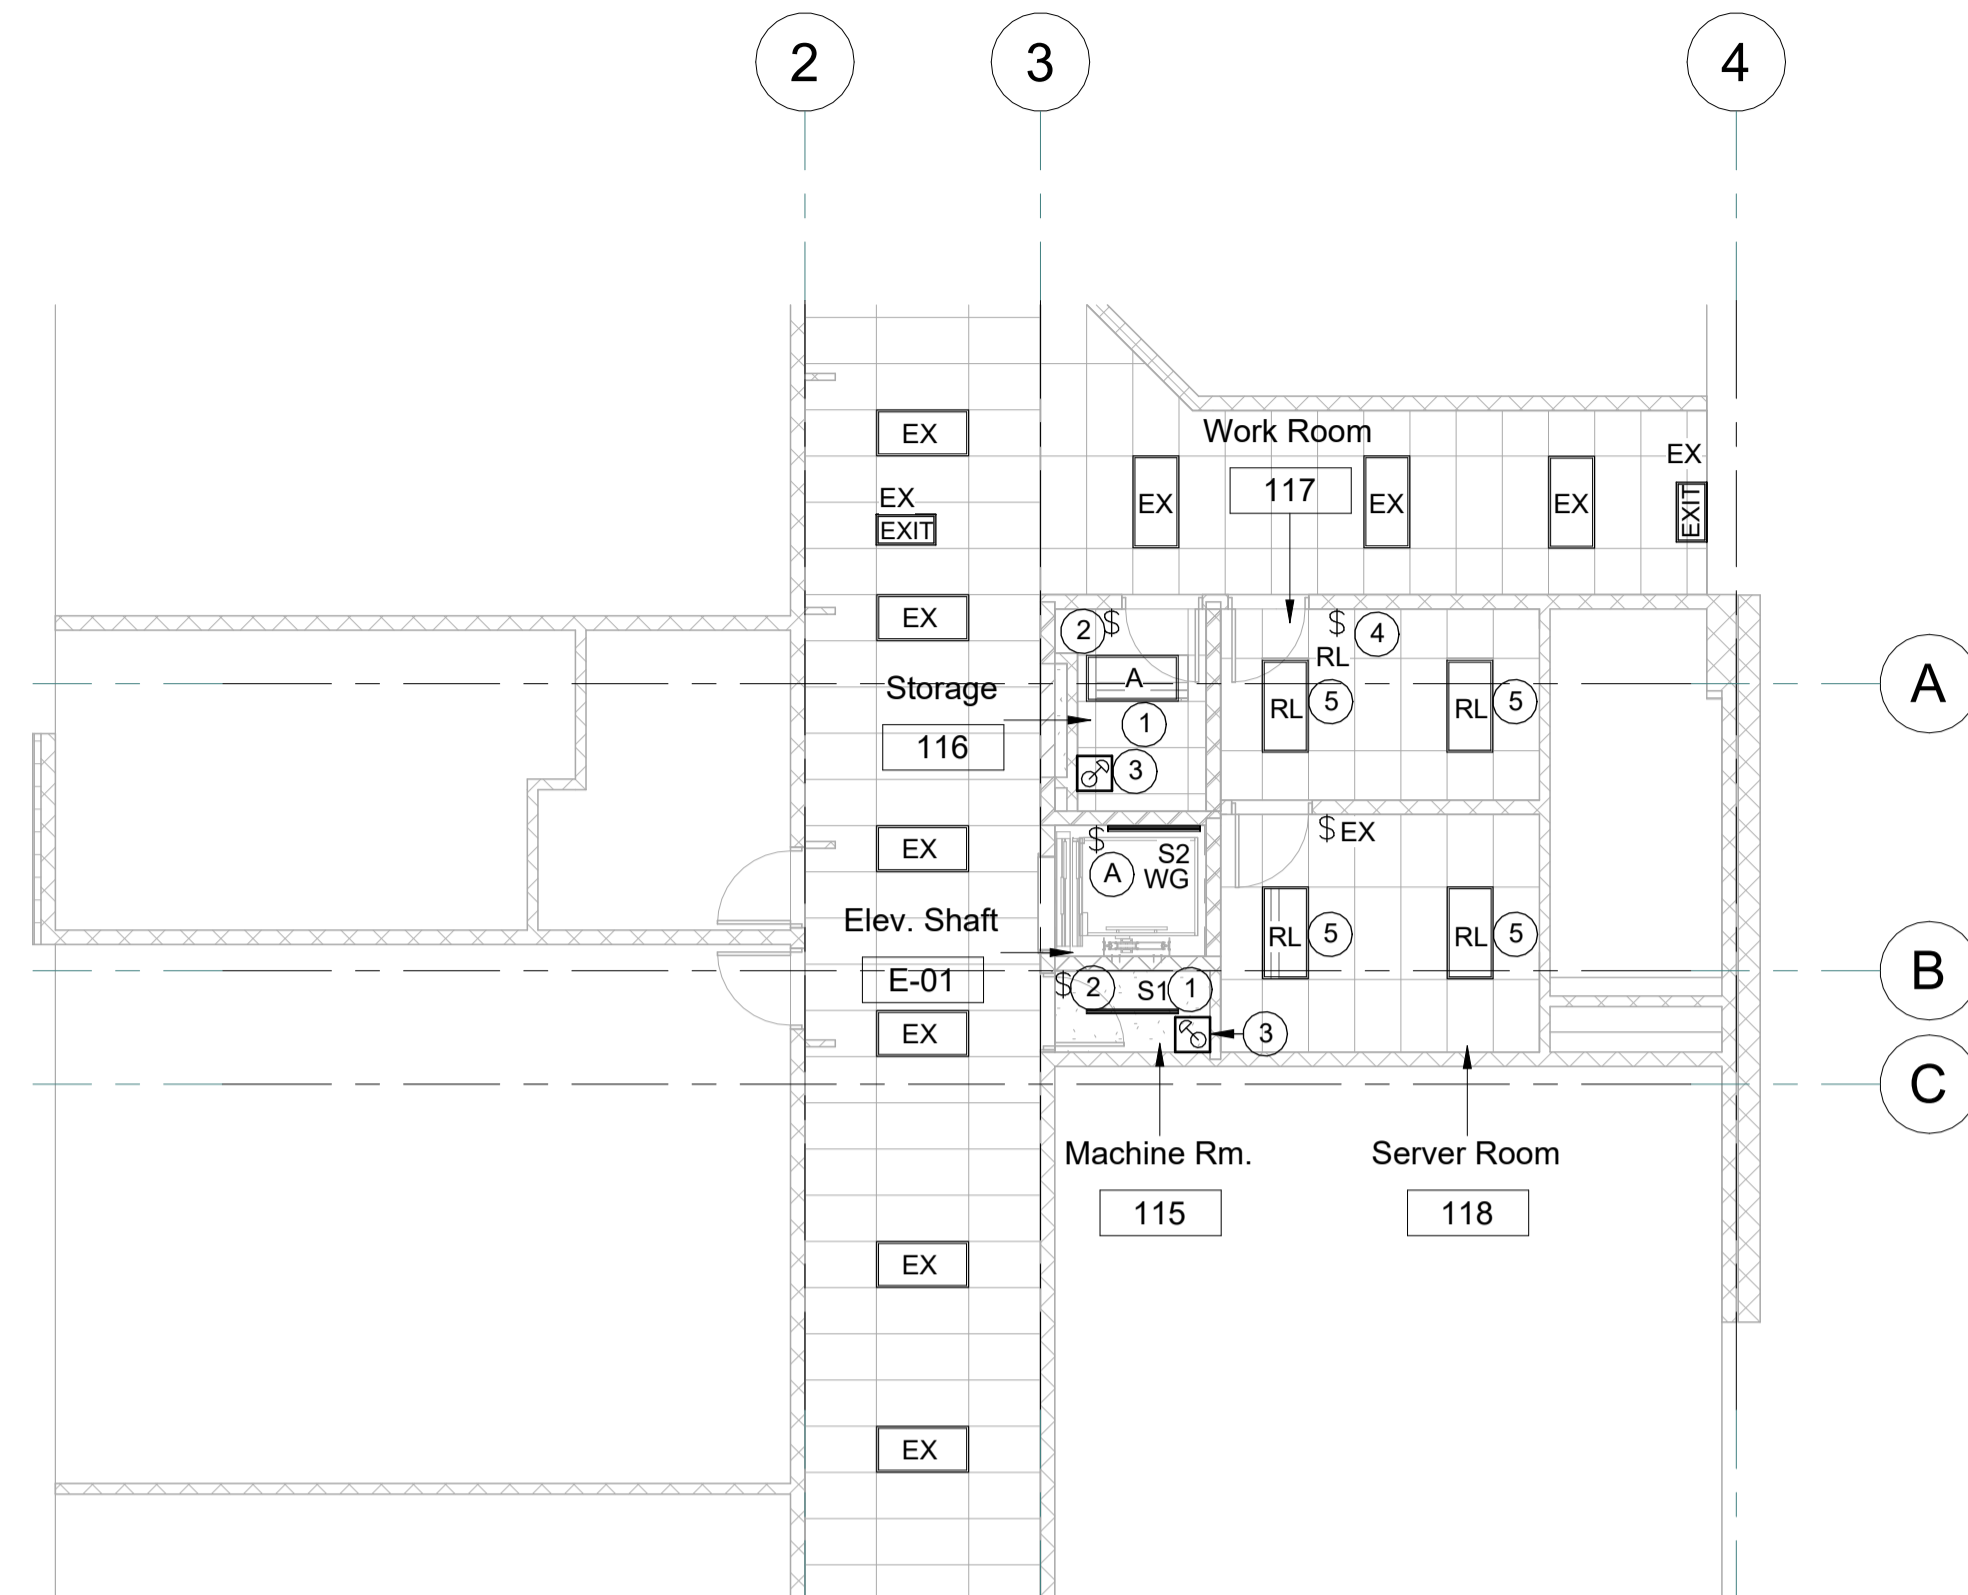 2
3
4
EX
Work Room
EX
117
EX
EX
EX
EX
EXIT
EXIT
EX
2
$
$
4
RL
A
A
Storage
RL
5
RL
5
1
116
3
$
EX
EX
$
S2
A
WG
Elev. Shaft
RL
5
RL
5
B
E-01
$
2
S1
1
EX
3
C
Machine Rm.
Server Room
115
118
EX
EX